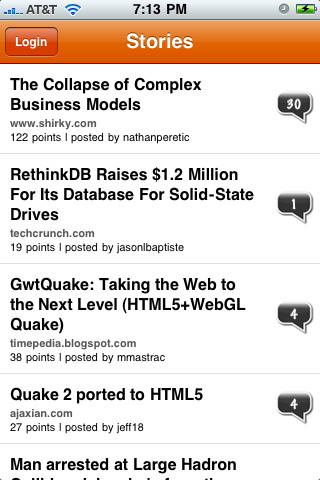 AT&T 7:13 PM
Login Stories
The Collapse of Complex
Business Models
www.shirky.com
122 points | posted by nathanperetic
30
RethinkDB Raises $1.2 Million
For Its Database For Solid-State
Drives
techcrunch.com
19 points | posted by jasonlbaptiste
1
GwtQuake: Taking the Web to
the Next Level (HTML5+WebGL
Quake)
timepedia.blogspot.com
38 points | posted by mmastrac
4
Quake 2 ported to HTML5
ajaxian.com
27 points | posted by jeff18
4
Man arrested at Large Hadron